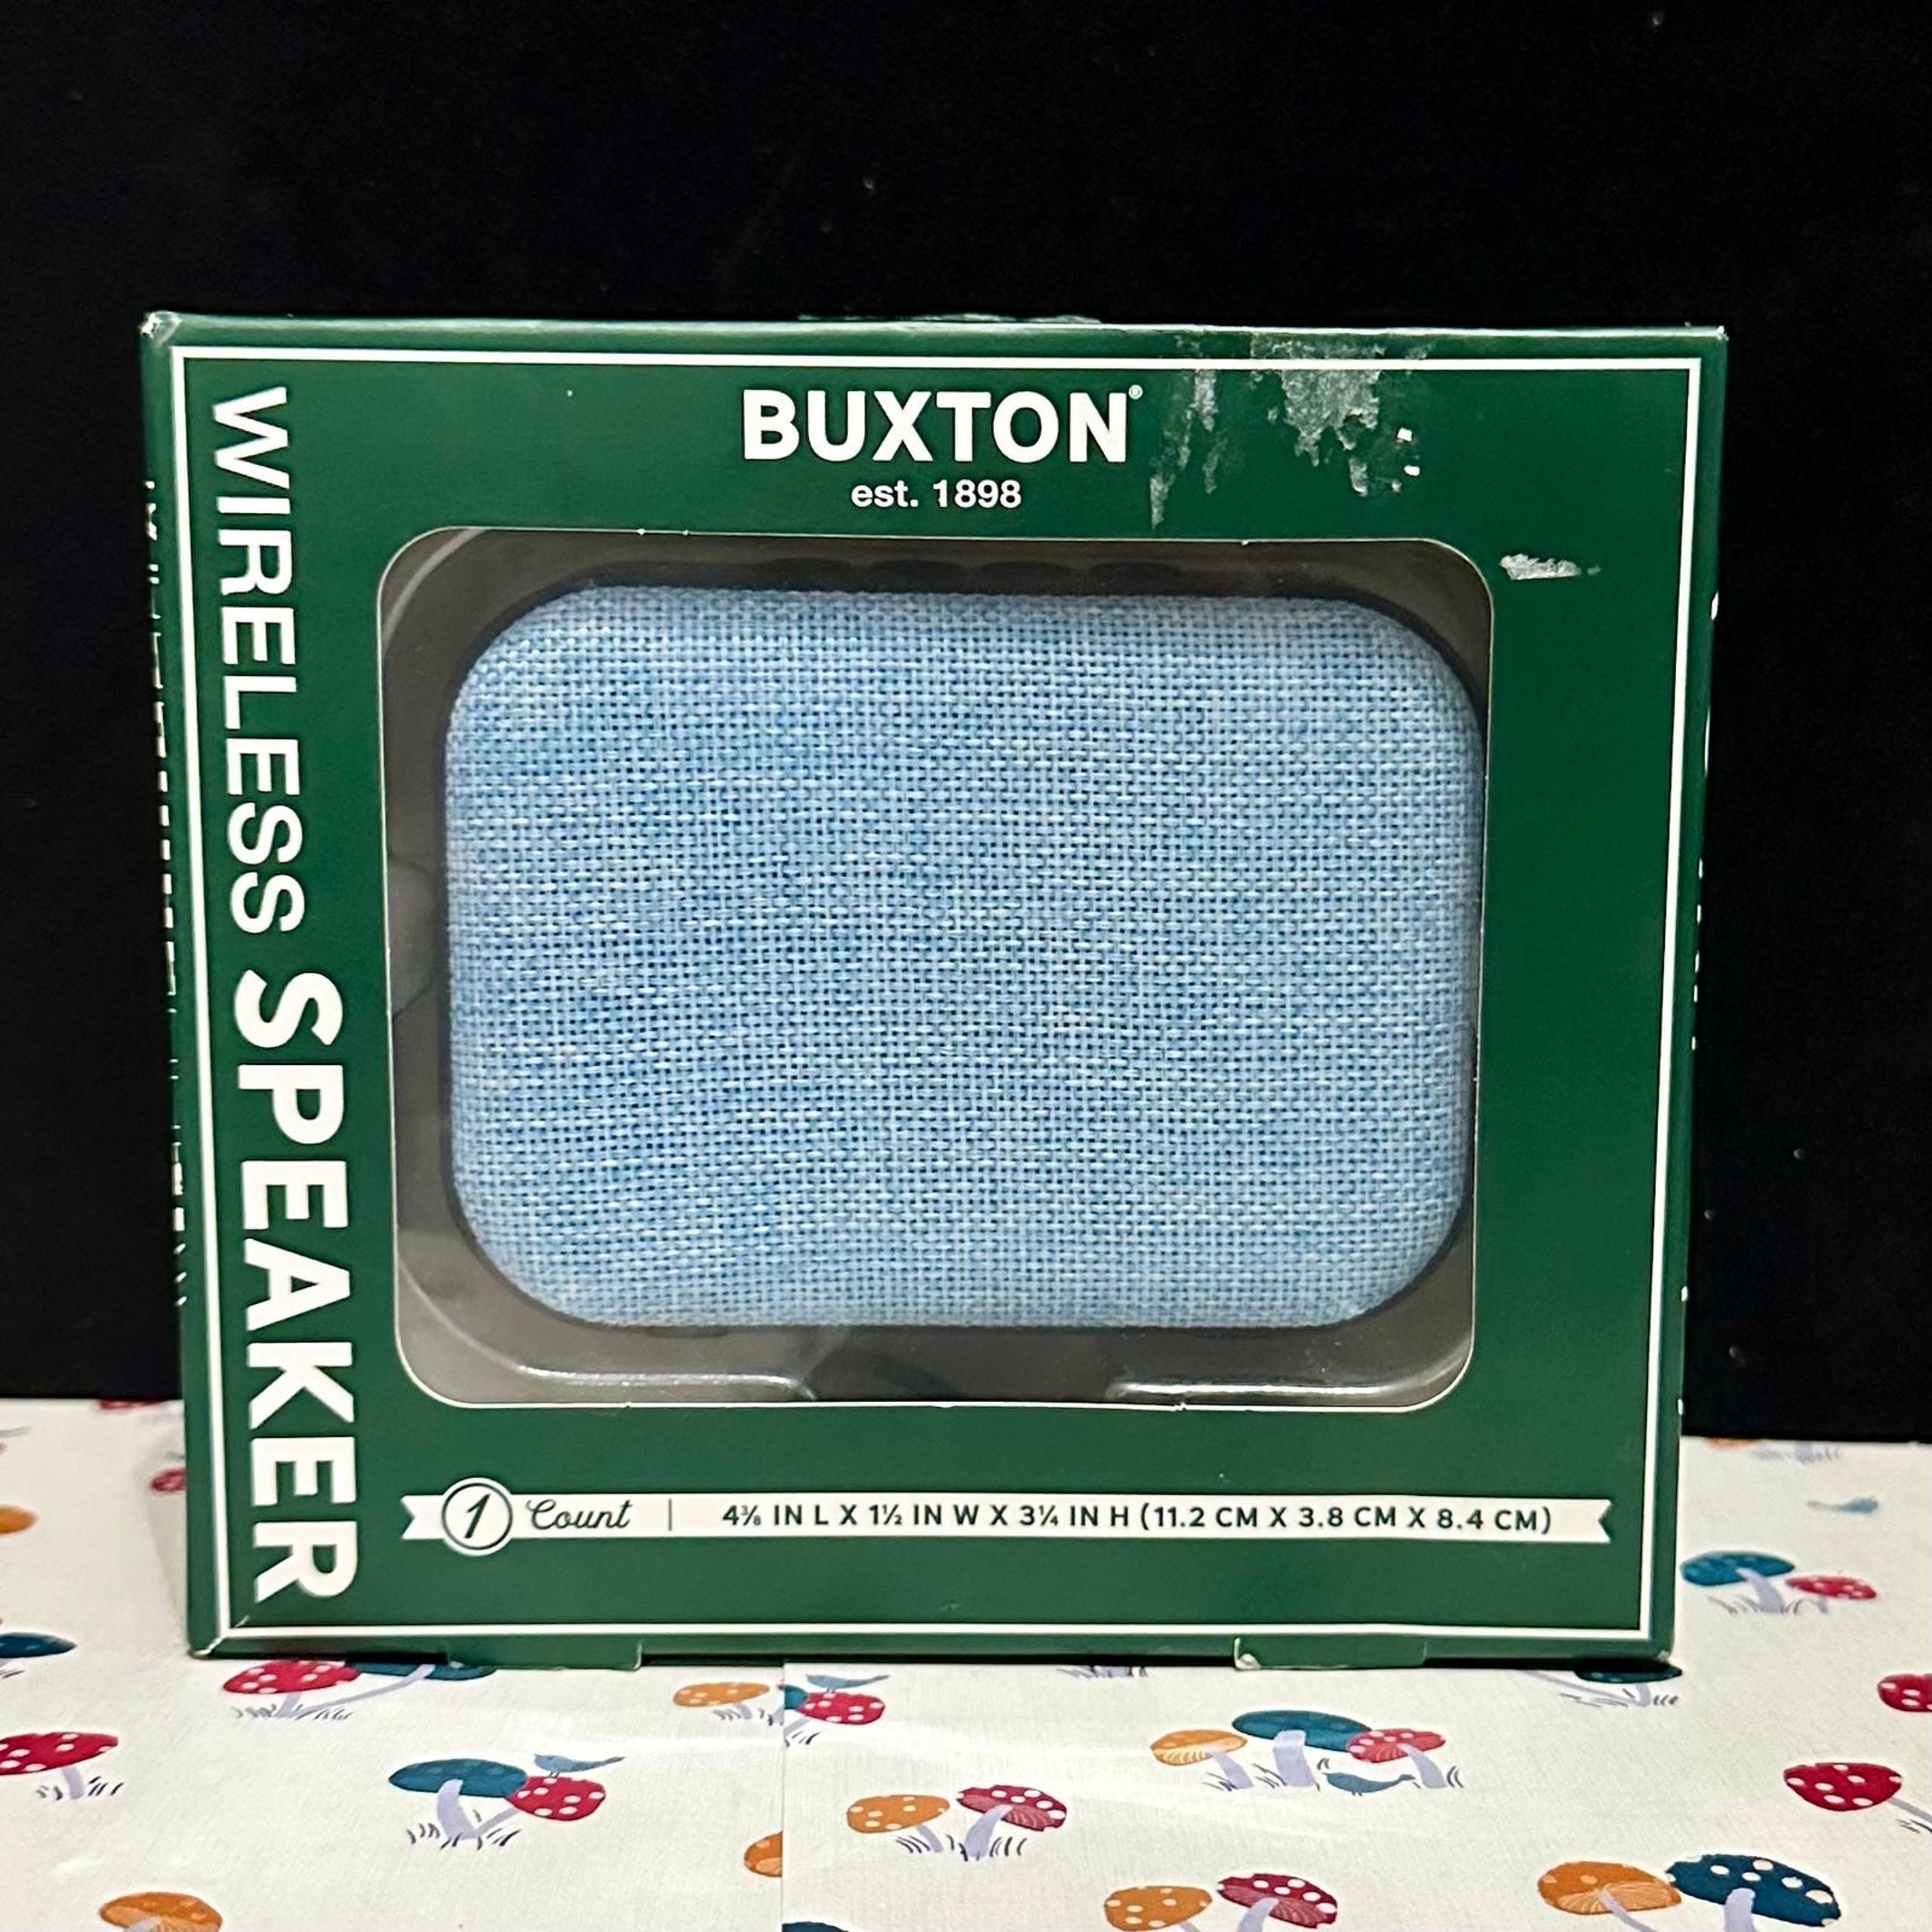 BUXTON®
est. 1898
WIRELESS SPEAKER
1 Count | 4⅜ IN L X 1½ IN W X 3¼ IN H (11.2 CM X 3.8 CM X 8.4 CM)